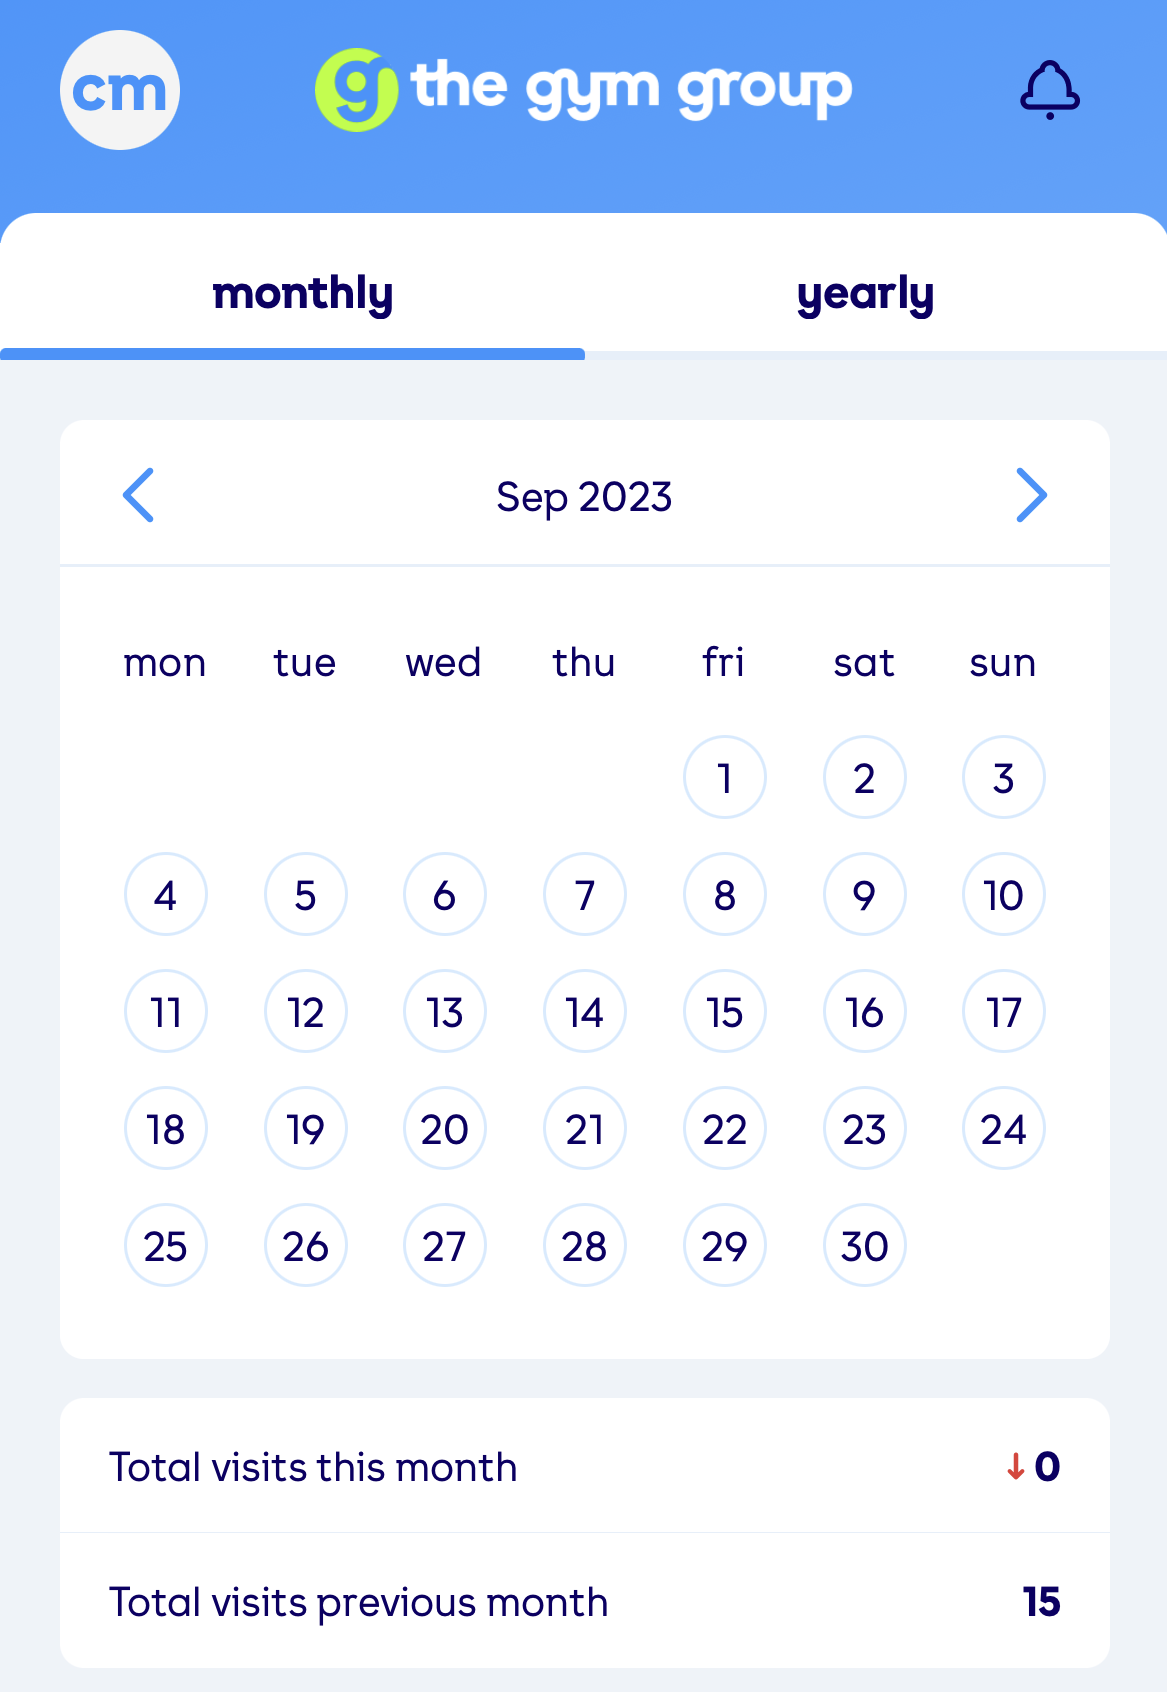 cm
g the gym group
monthly yearly
Sep 2023
mon tue wed thu fri sat sun
1 2 3
4 5 6 7 8 9 10
11 12 13 14 15 16 17
18 19 20 21 22 23 24
25 26 27 28 29 30
Total visits this month ↓ 0
Total visits previous month 15